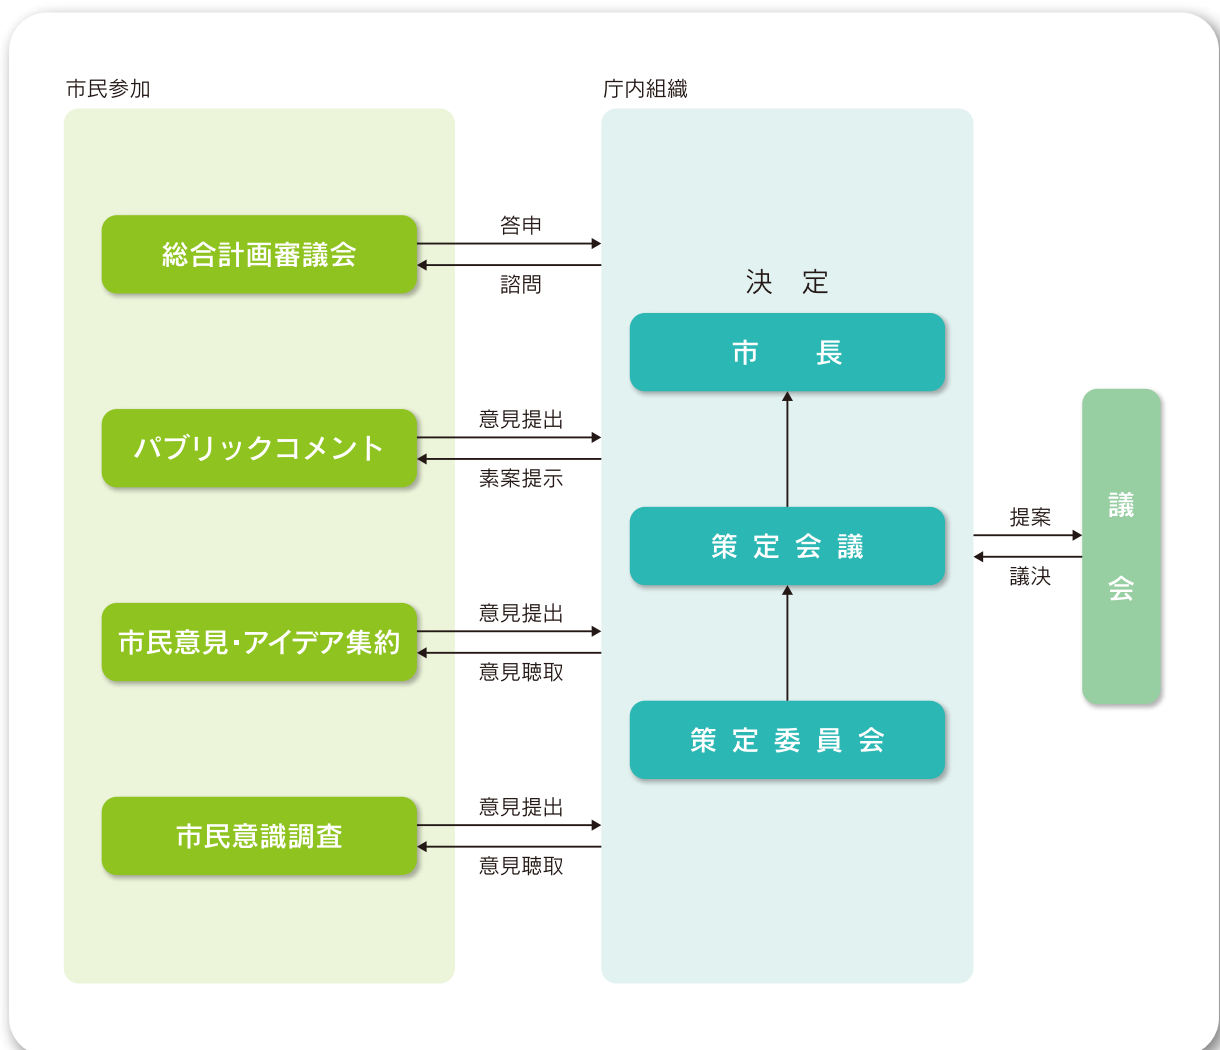 市民参加
総合計画審議会
パブリックコメント
市民意見・アイデア集約
市民意識調査
答申
諮問
意見提出
素案提示
意見提出
意見聴取
意見提出
意見聴取
庁内組織
決　定
市　　長
策定会議
策定委員会
提案
議決
議会